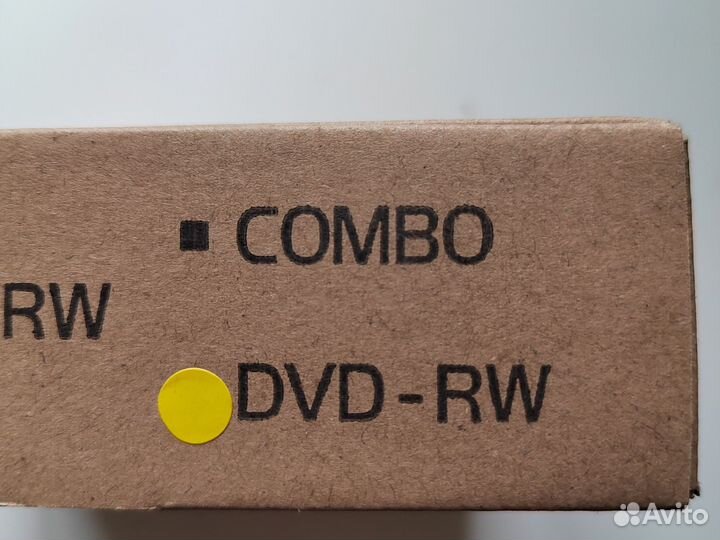 ■ COMBO
RW
DVD-RW
Avito